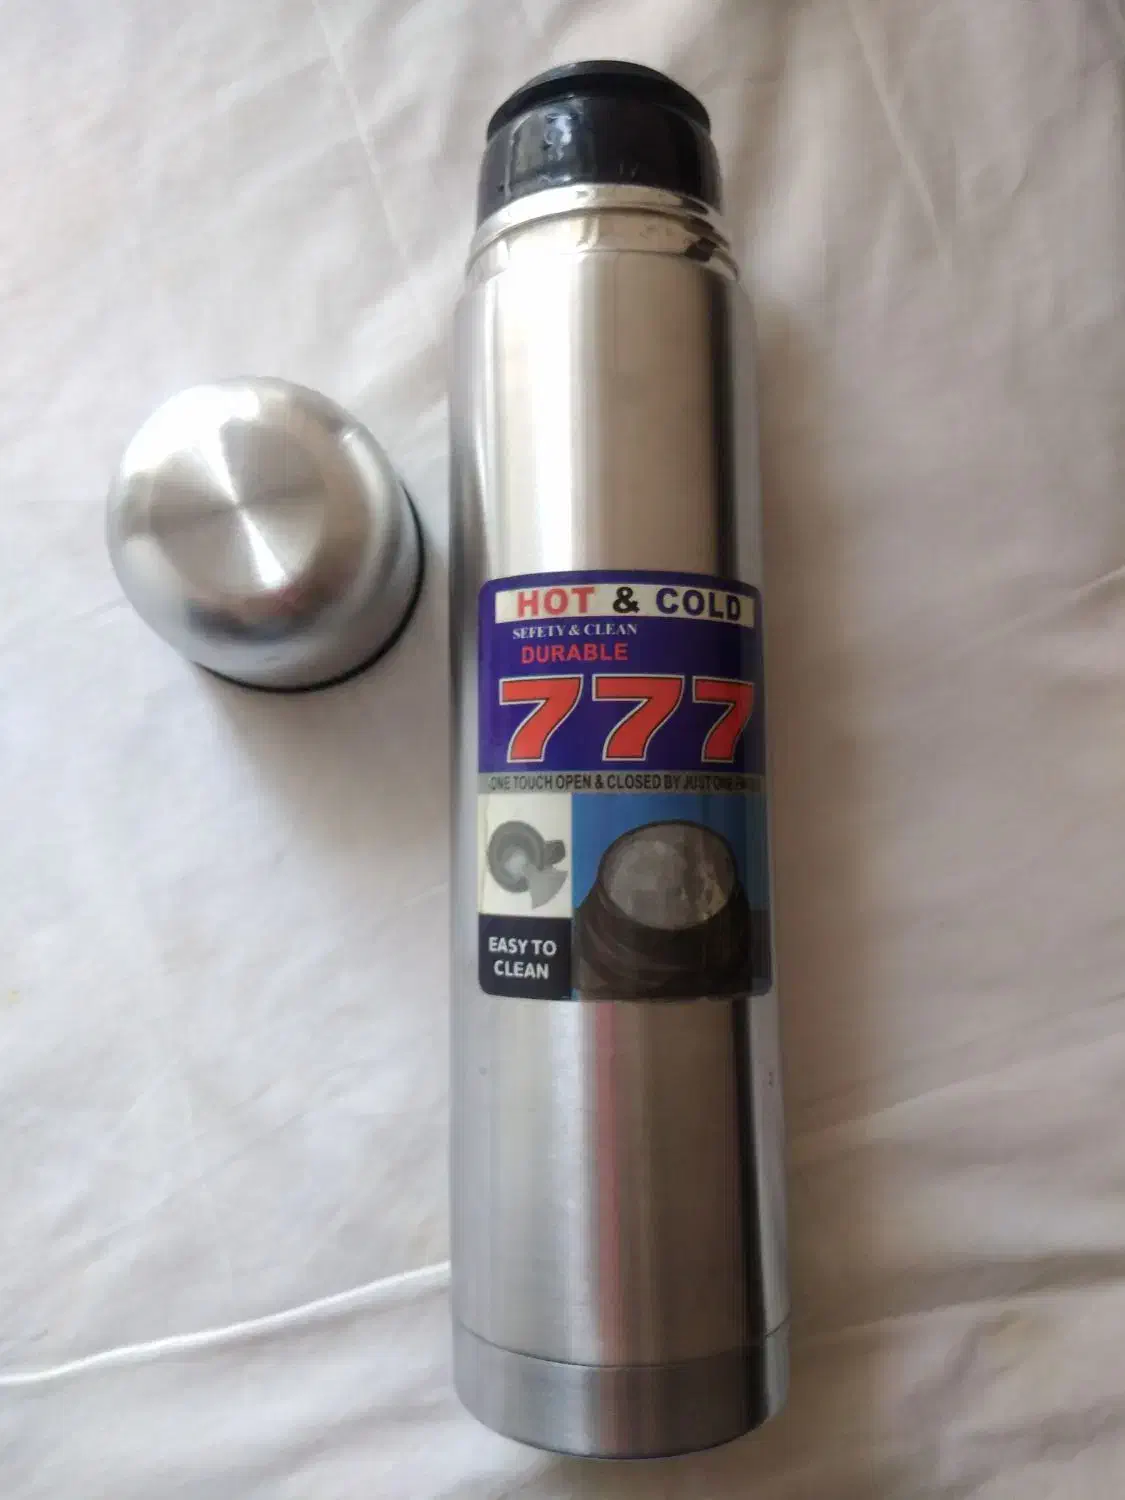 HOT & COLD
SEFETY & CLEAN
DURABLE
777
ONE TOUCH OPEN & CLOSED BY JUST ONE
EASY TO
CLEAN